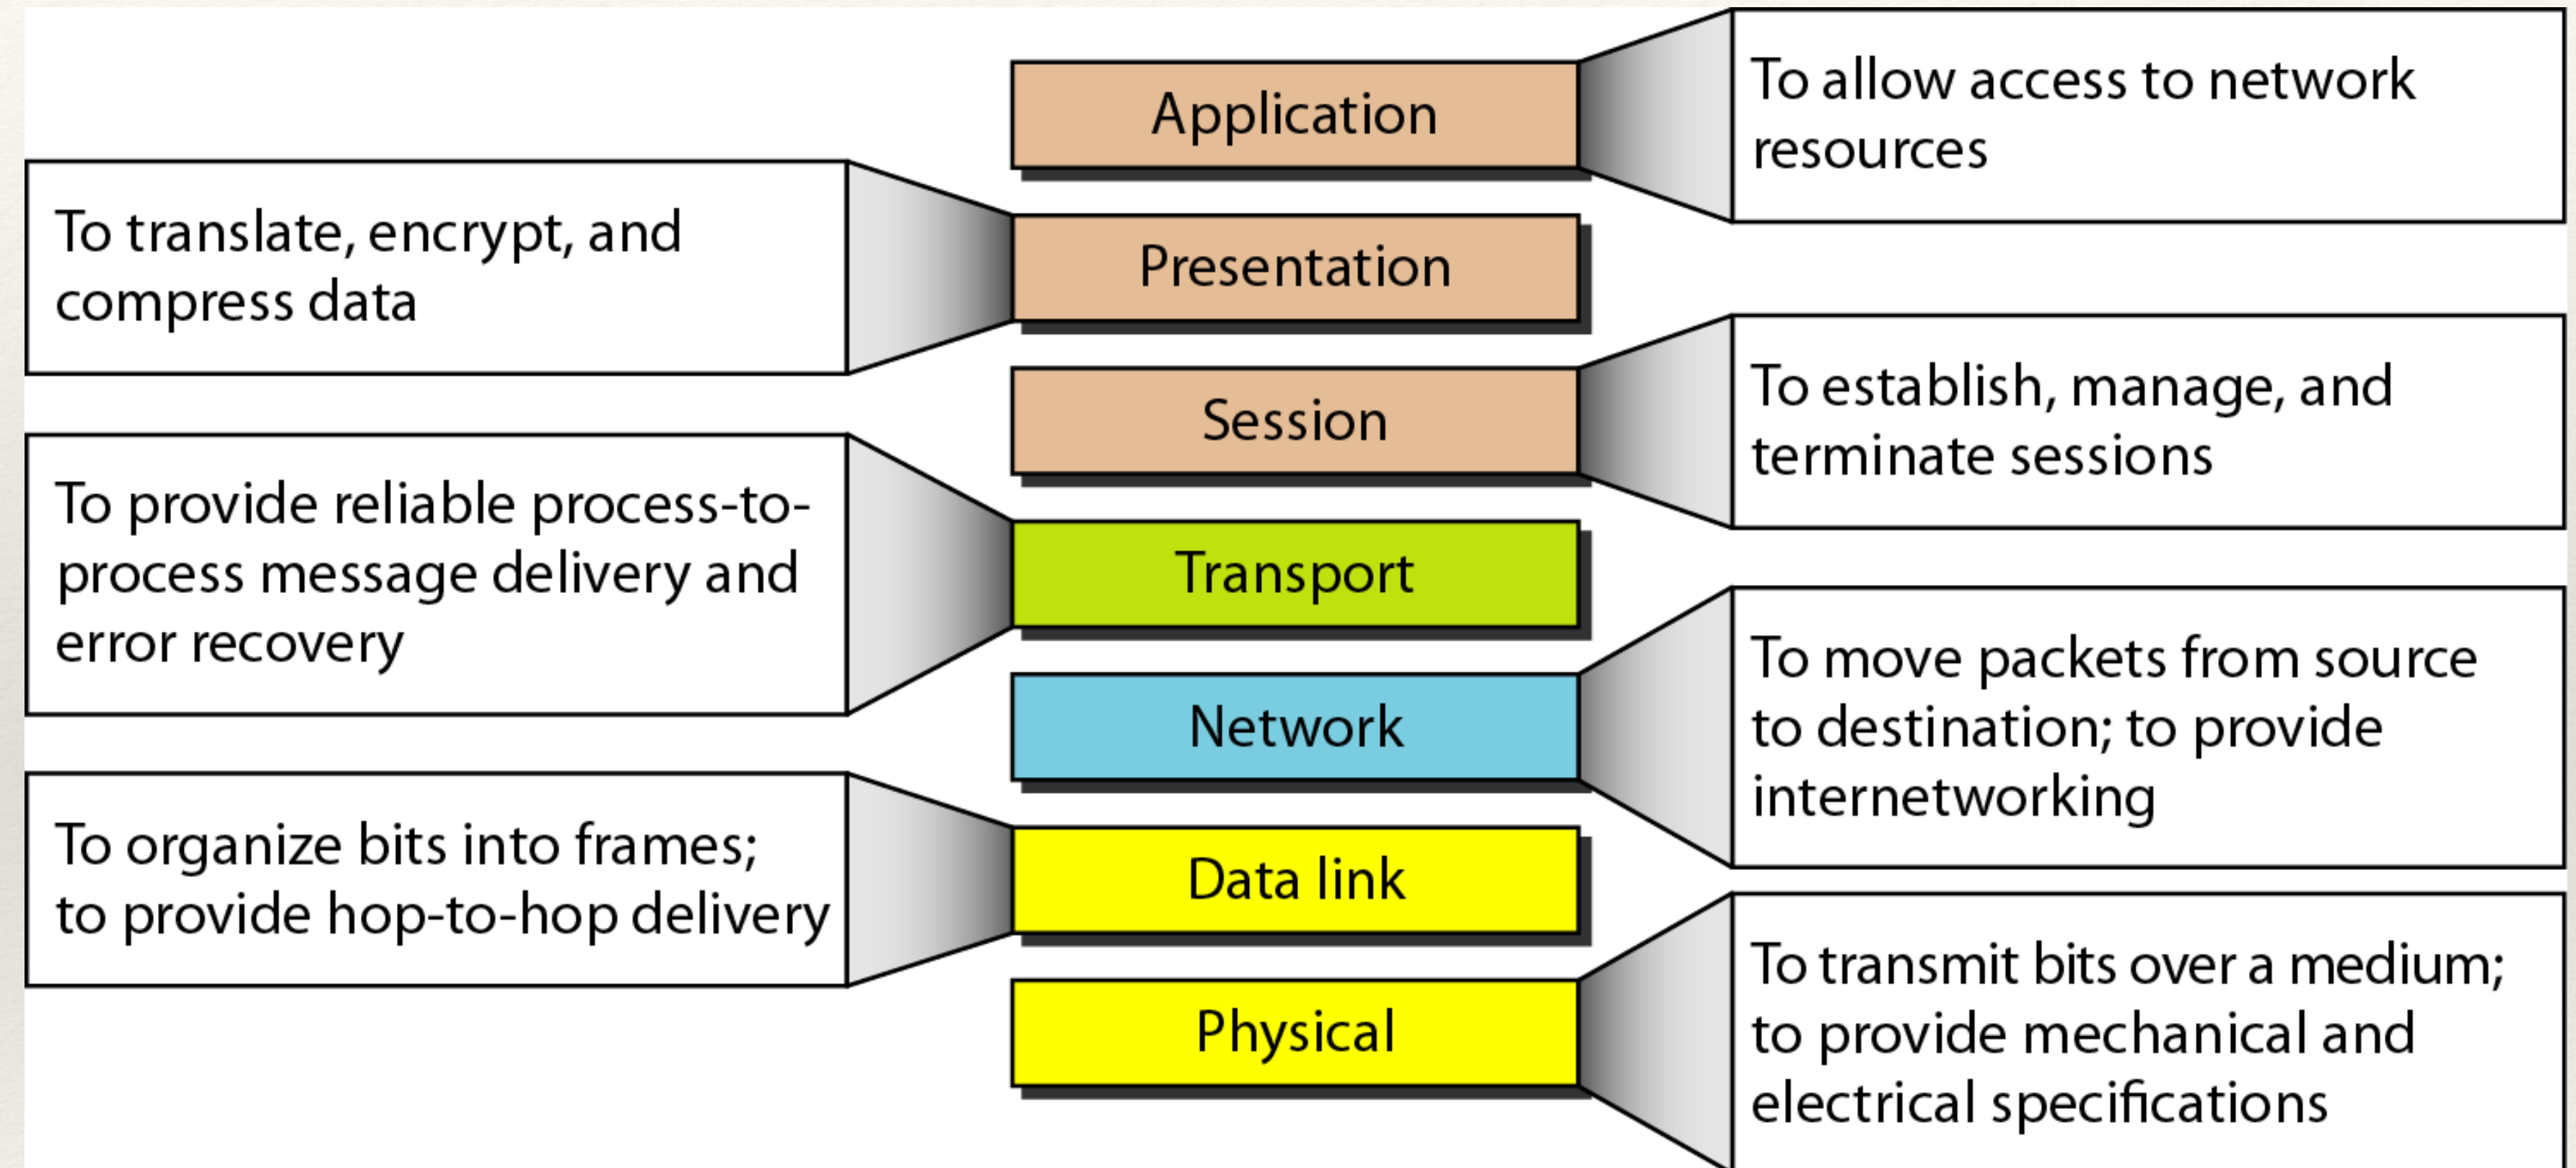 Application
To allow access to network
resources
To translate, encrypt, and
compress data
Presentation
Session
To establish, manage, and
terminate sessions
To provide reliable process-to-
process message delivery and
error recovery
Transport
Network
To move packets from source
to destination; to provide
internetworking
To organize bits into frames;
to provide hop-to-hop delivery
Data link
Physical
To transmit bits over a medium;
to provide mechanical and
electrical specifications